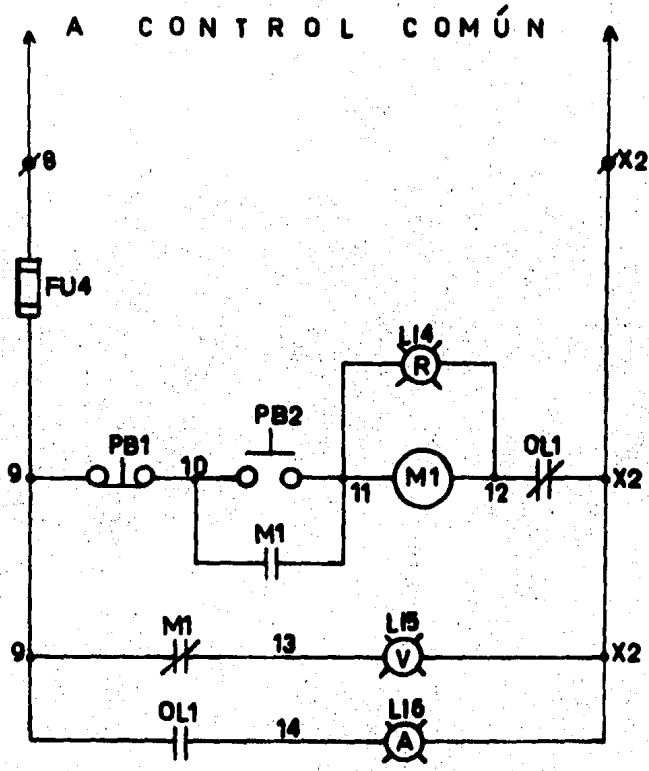 A CONTROL COMÚN
8
X2
FU4
LI4
R
PB2
PB1
OL1
9
10
11
M1
12
X2
M1
M1
13
LI5
9
V
X2
OL1
14
LI6
A